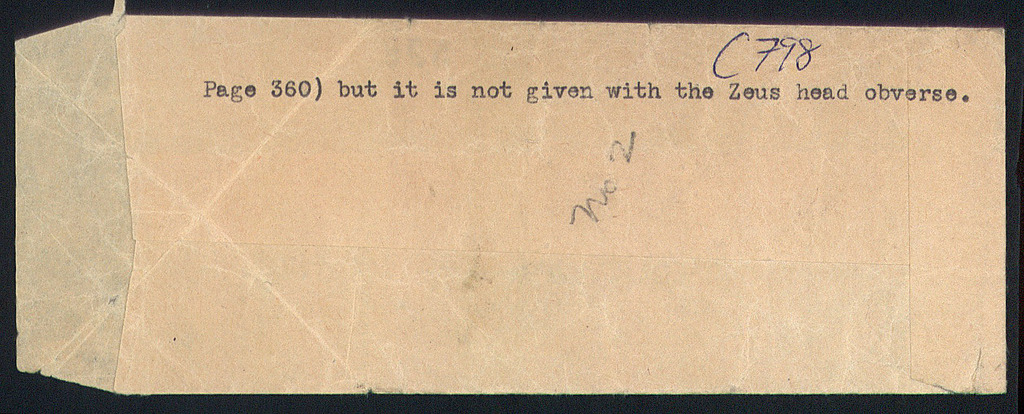 C798
Page 360) but it is not given with the Zeus head obverse.
No 2